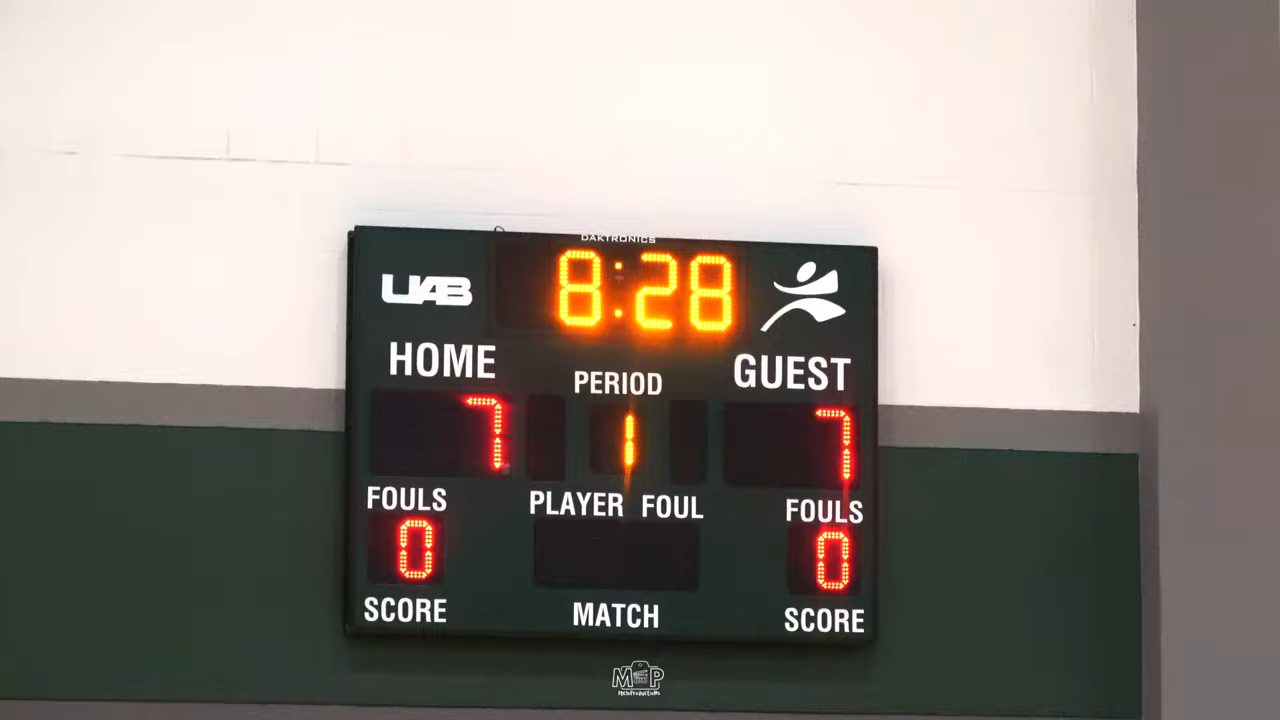 DAKTRONICS
UAB
8:28
HOME
PERIOD
GUEST
7
1
7
FOULS
PLAYER FOUL
FOULS
0
0
SCORE
MATCH
SCORE
M P